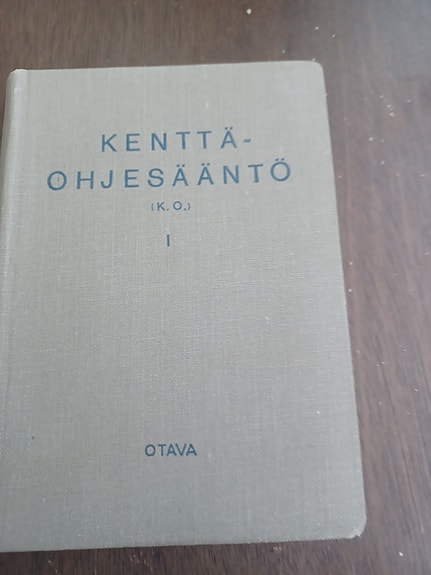 KENTTÄ-
OHJESÄÄNTÖ
(K.O.)
I
OTAVA